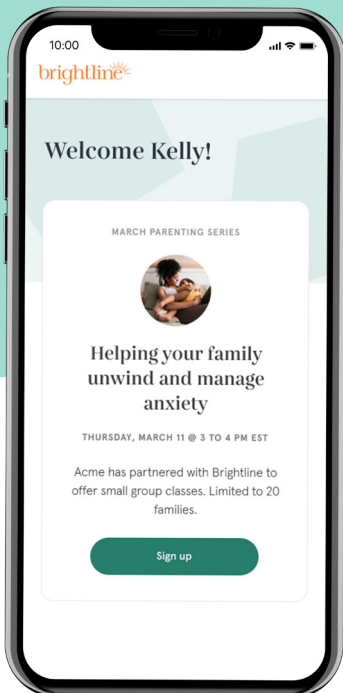 10:00
brightline
Welcome Kelly!
MARCH PARENTING SERIES
Helping your family
unwind and manage
anxiety
THURSDAY, MARCH 11 @ 3 TO 4 PM EST
Acme has partnered with Brightline to
offer small group classes. Limited to 20
families.
Sign up